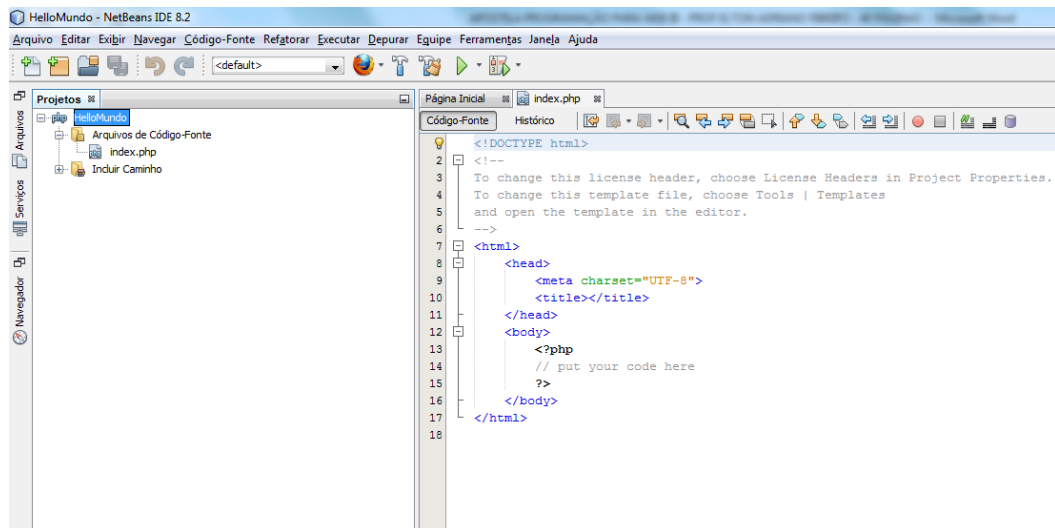 HelloMundo - NetBeans IDE 8.2
Arquivo Editar Exibir Navegar Código-Fonte Refatorar Executar Depurar Equipe Ferramentas Janela Ajuda
<default>
Projetos
HelloMundo
Arquivos de Código-Fonte
index.php
Incluir Caminho
Arquivos
Serviços
Navegador
Página Inicial
index.php
Código-Fonte
Histórico
<!DOCTYPE html>
2 <!--
3 To change this license header, choose License Headers in Project Properties.
4 To change this template file, choose Tools | Templates
5 and open the template in the editor.
6 -->
7 <html>
8 <head>
9 <meta charset="UTF-8">
10 <title></title>
11 </head>
12 <body>
13 <?php
14 // put your code here
15 ?>
16 </body>
17 </html>
18